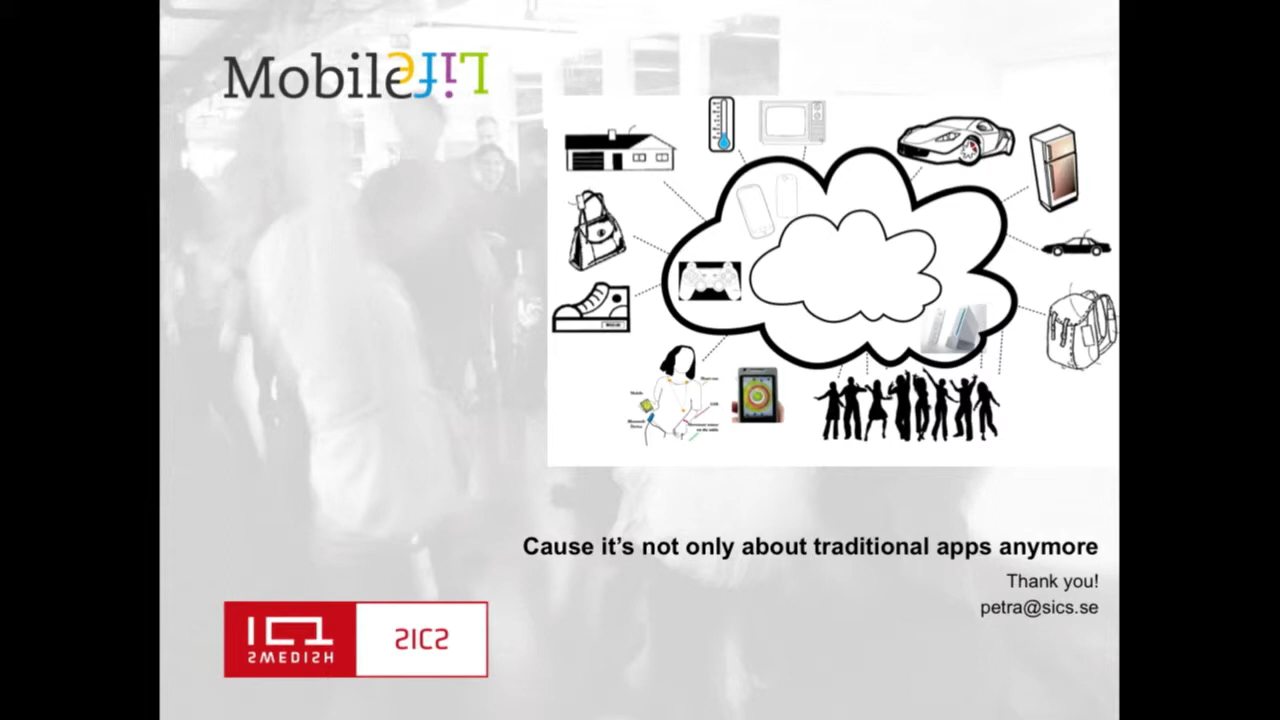 MobileLife
Cause it's not only about traditional apps anymore
Thank you!
petra@sics.se
ICT
SWEDISH
SICS